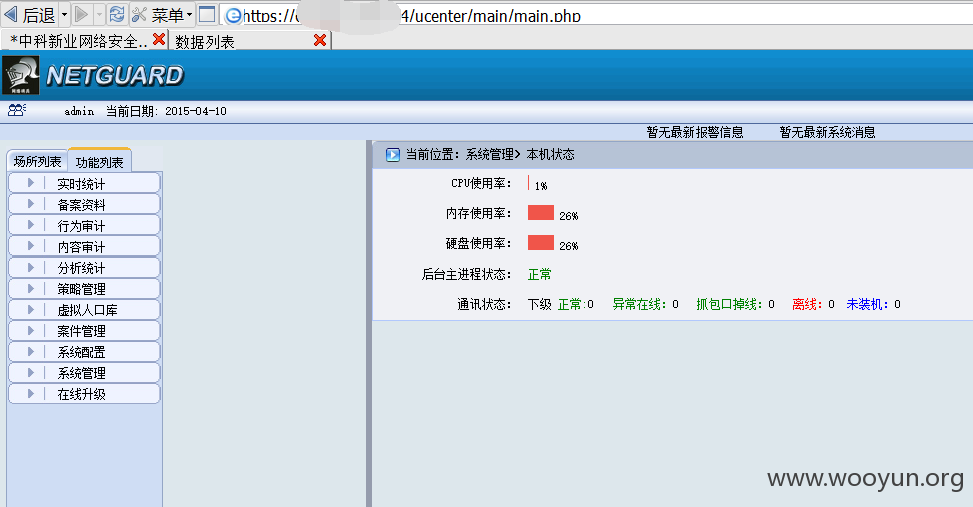 后退 菜单 https:// 4/ucenter/main/main.php
*中科新业网络安全.. 数据列表
NETGUARD
admin 当前日期: 2015-04-10
暂无最新报警信息 暂无最新系统消息
场所列表 功能列表
当前位置: 系统管理> 本机状态
实时统计
备案资料
行为审计
内容审计
分析统计
策略管理
虚拟人口库
案件管理
系统配置
系统管理
在线升级
CPU使用率: 1%
内存使用率: 26%
硬盘使用率: 26%
后台主进程状态: 正常
通讯状态: 下级 正常:0 异常在线: 0 抓包口掉线: 0 离线: 0 未装机: 0
www.wooyun.org